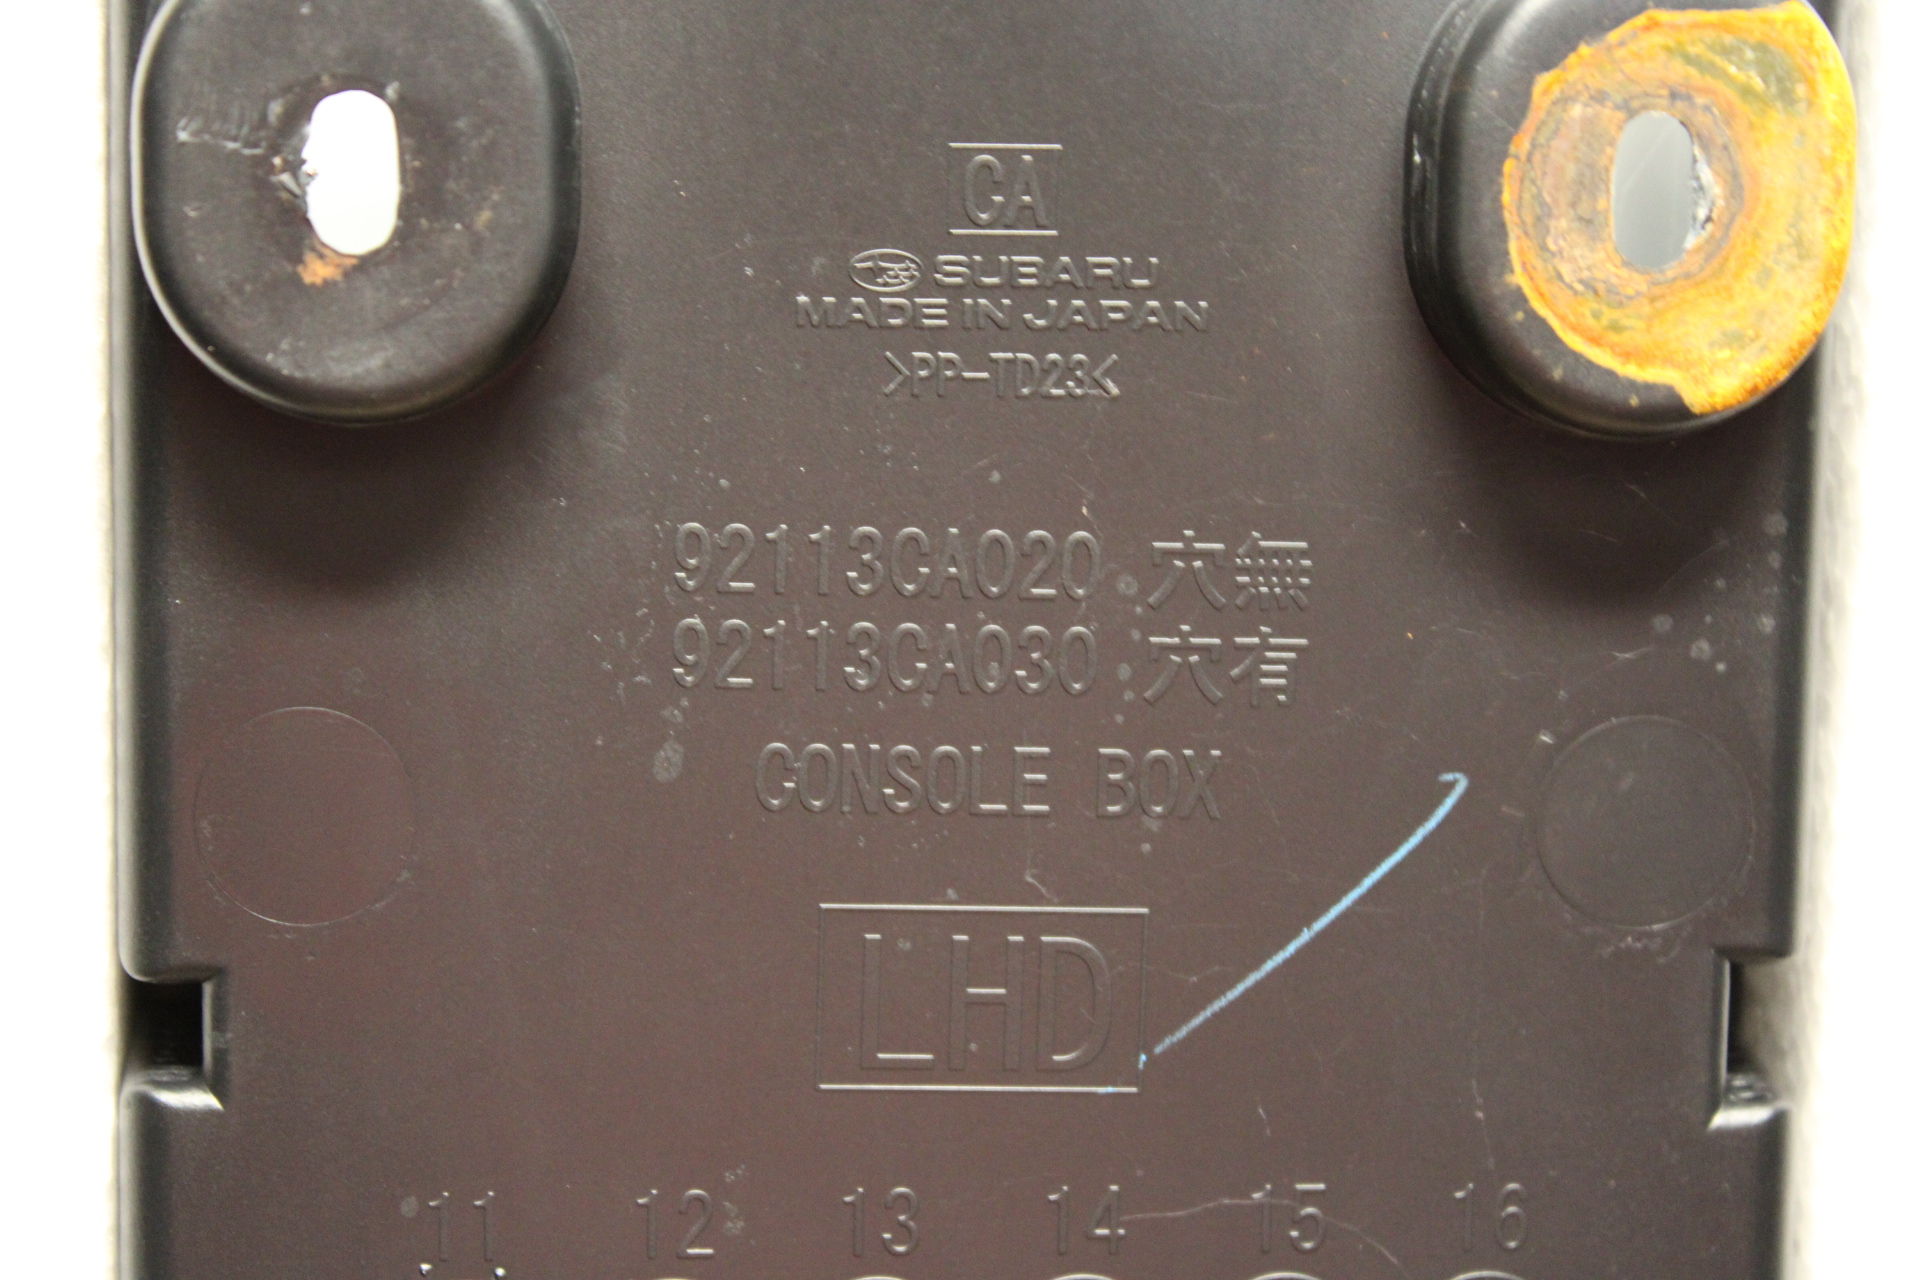 CA
SUBARU
MADE IN JAPAN
>PP-TD23<
92113CA020 穴無
92113CA030 穴有
CONSOLE BOX
LHD
11 12 13 14 15 16